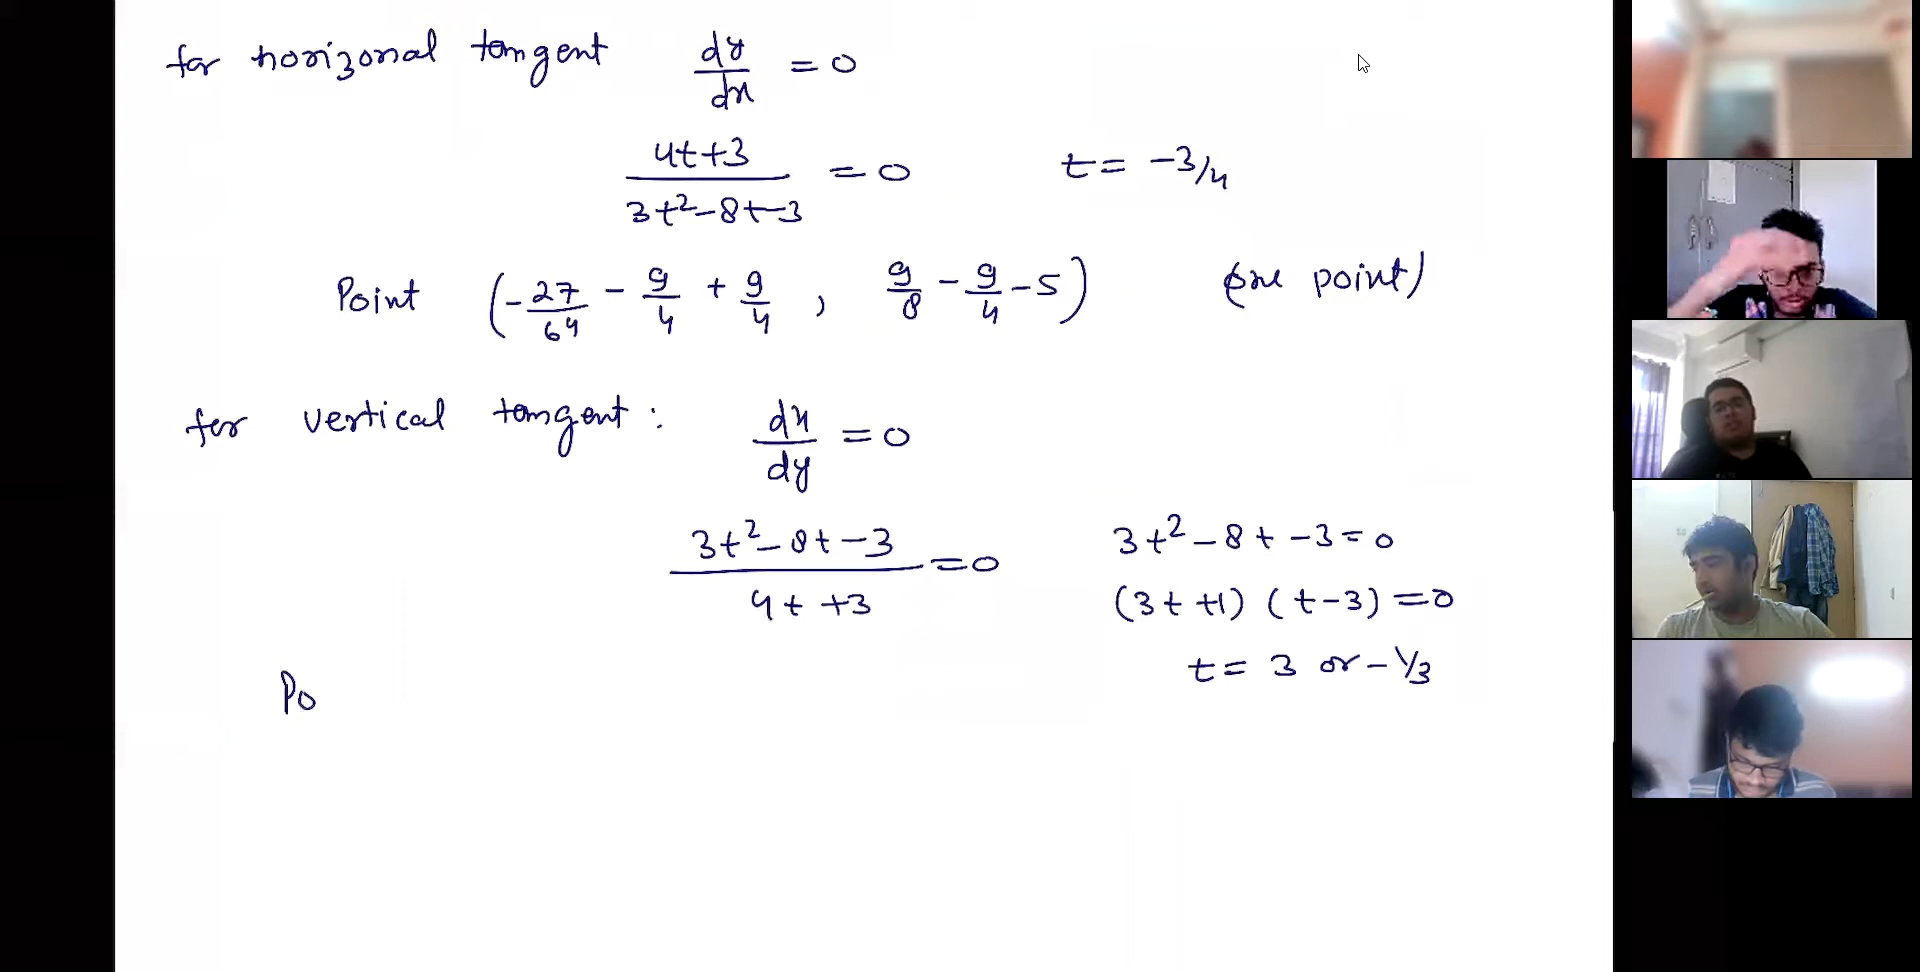 for horizonal tangent dy/dx = 0
(4t+3)/(3t²-8t-3) = 0 t = -3/4
Point (-27/64 - 9/4 + 9/4 , 9/8 - 9/4 - 5) (one point)
for vertical tangent : dx/dy = 0
(3t²-8t-3)/(4t+3) = 0 3t²-8t-3=0
(3t+1) (t-3) = 0
t = 3 or -1/3
Po